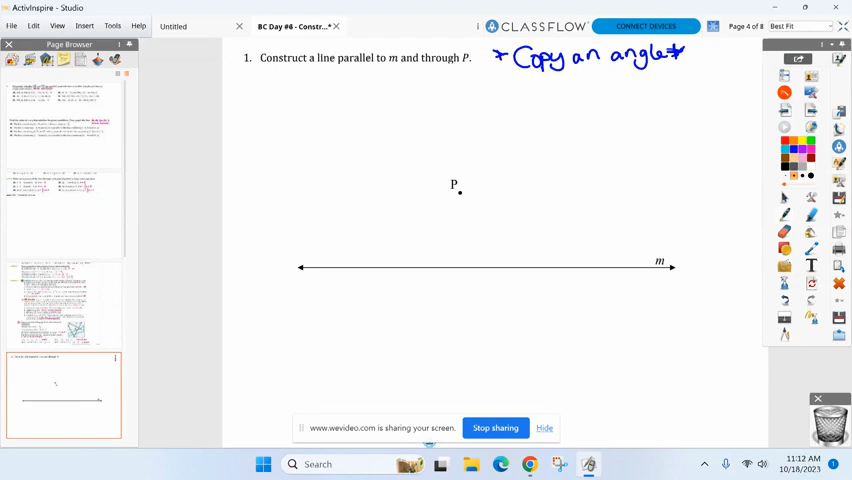 ActivInspire - Studio
File Edit View Insert Tools Help
Untitled
BC Day #6 - Constr...*
CLASSFLOW
CONNECT DEVICES
Page 4 of 8
Best Fit
Page Browser
1. Construct a line parallel to m and through P.
*Copy an angle*
P
m
www.wevideo.com is sharing your screen.
Stop sharing
Hide
Search
11:12 AM
10/18/2023